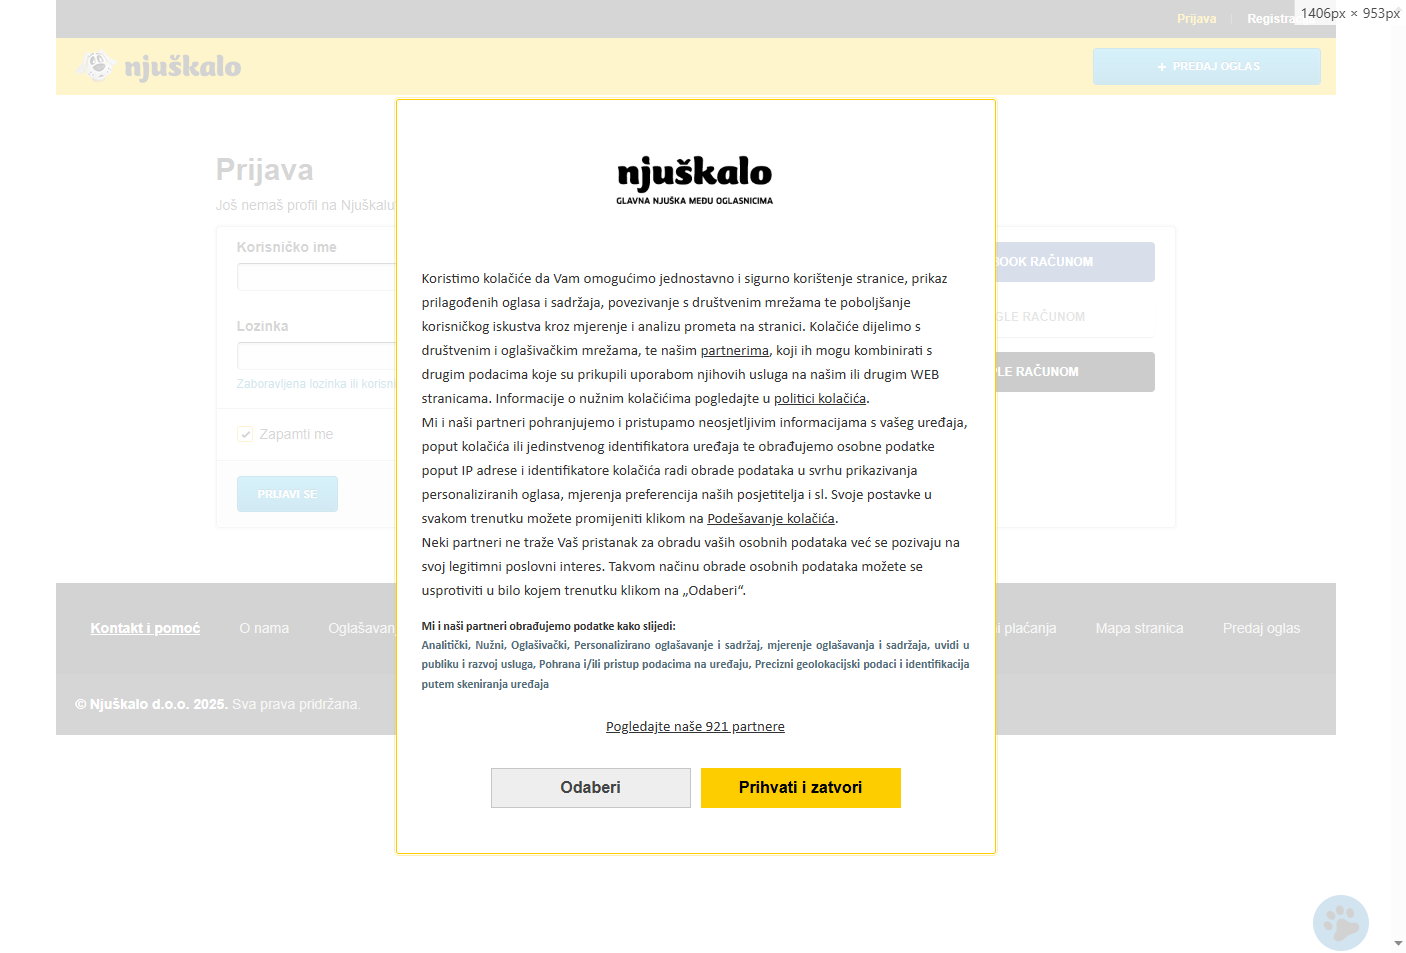 Prijava
1406px × 953px
njuškalo
+ PREDAJ OGLAS
Prijava
Još nemaš profil na Njuškalu
Korisničko ime
Lozinka
Zaboravljena lozinka ili
Zapamti me
PRIJAVI SE
RAČUNOM
RAČUNOM
RAČUNOM
njuškalo
GLAVNA NJUŠKA MEĐU OGLASNICIMA
Koristimo kolačiće da Vam omogućimo jednostavno i sigurno korištenje stranice, prikaz
prilagođenih oglasa i sadržaja, povezivanje s društvenim mrežama te poboljšanje
korisničkog iskustva kroz mjerenje i analizu prometa na stranici. Kolačiće dijelimo s
društvenim i oglašivačkim mrežama, te našim partnerima, koji ih mogu kombinirati s
drugim podacima koje su prikupili uporabom njihovih usluga na našim ili drugim WEB
stranicama. Informacije o nužnim kolačićima pogledajte u politici kolačića.
Mi i naši partneri pohranjujemo i pristupamo neosjetljivim informacijama s vašeg uređaja,
poput kolačića ili jedinstvenog identifikatora uređaja te obrađujemo osobne podatke
poput IP adrese i identifikatore kolačića radi obrade podataka u svrhu prikazivanja
personaliziranih oglasa, mjerenja preferencija naših posjetitelja i sl. Svoje postavke u
svakom trenutku možete promijeniti klikom na Podešavanje kolačića.
Neki partneri ne traže Vaš pristanak za obradu vaših osobnih podataka već se pozivaju na
svoj legitimni poslovni interes. Takvom načinu obrade osobnih podataka možete se
usprotiviti u bilo kojem trenutku klikom na „Odaberi“.
Mi i naši partneri obrađujemo podatke kako slijedi:
Analitički, Nužni, Oglašivački, Personalizirano oglašavanje i sadržaj, mjerenje oglašavanja i sadržaja, uvidi u
publiku i razvoj usluga, Pohrana i/ili pristup podacima na uređaju, Precizni geolokacijski podaci i identifikacija
putem skeniranja uređaja
Pogledajte naše 921 partnere
Odaberi
Prihvati i zatvori
Kontakt i pomoć
O nama
plaćanja
Mapa stranica
Predaj oglas
© Njuškalo d.o.o. 2025. Sva prava pridržana.